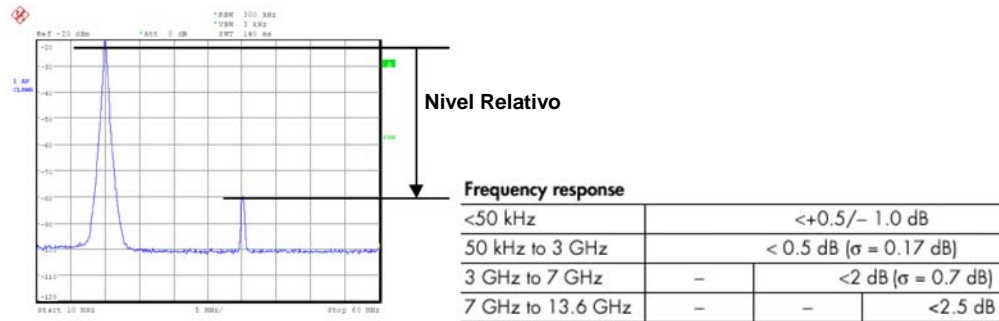 *RBW 300 kHz
*VBW 3 kHz
Ref -20 dBm *Att 0 dB SWT 140 ms
-20
-30
A
1 AP
CLRWR
-40
Nivel Relativo
-50
-60
-70
-80
-90
-100
-110
-120
Start 10 MHz 5 MHz/ Stop 60 MHz
Frequency response
<50 kHz <+0.5/– 1.0 dB
50 kHz to 3 GHz < 0.5 dB (σ = 0.17 dB)
3 GHz to 7 GHz – <2 dB (σ = 0.7 dB)
7 GHz to 13.6 GHz – – <2.5 dB